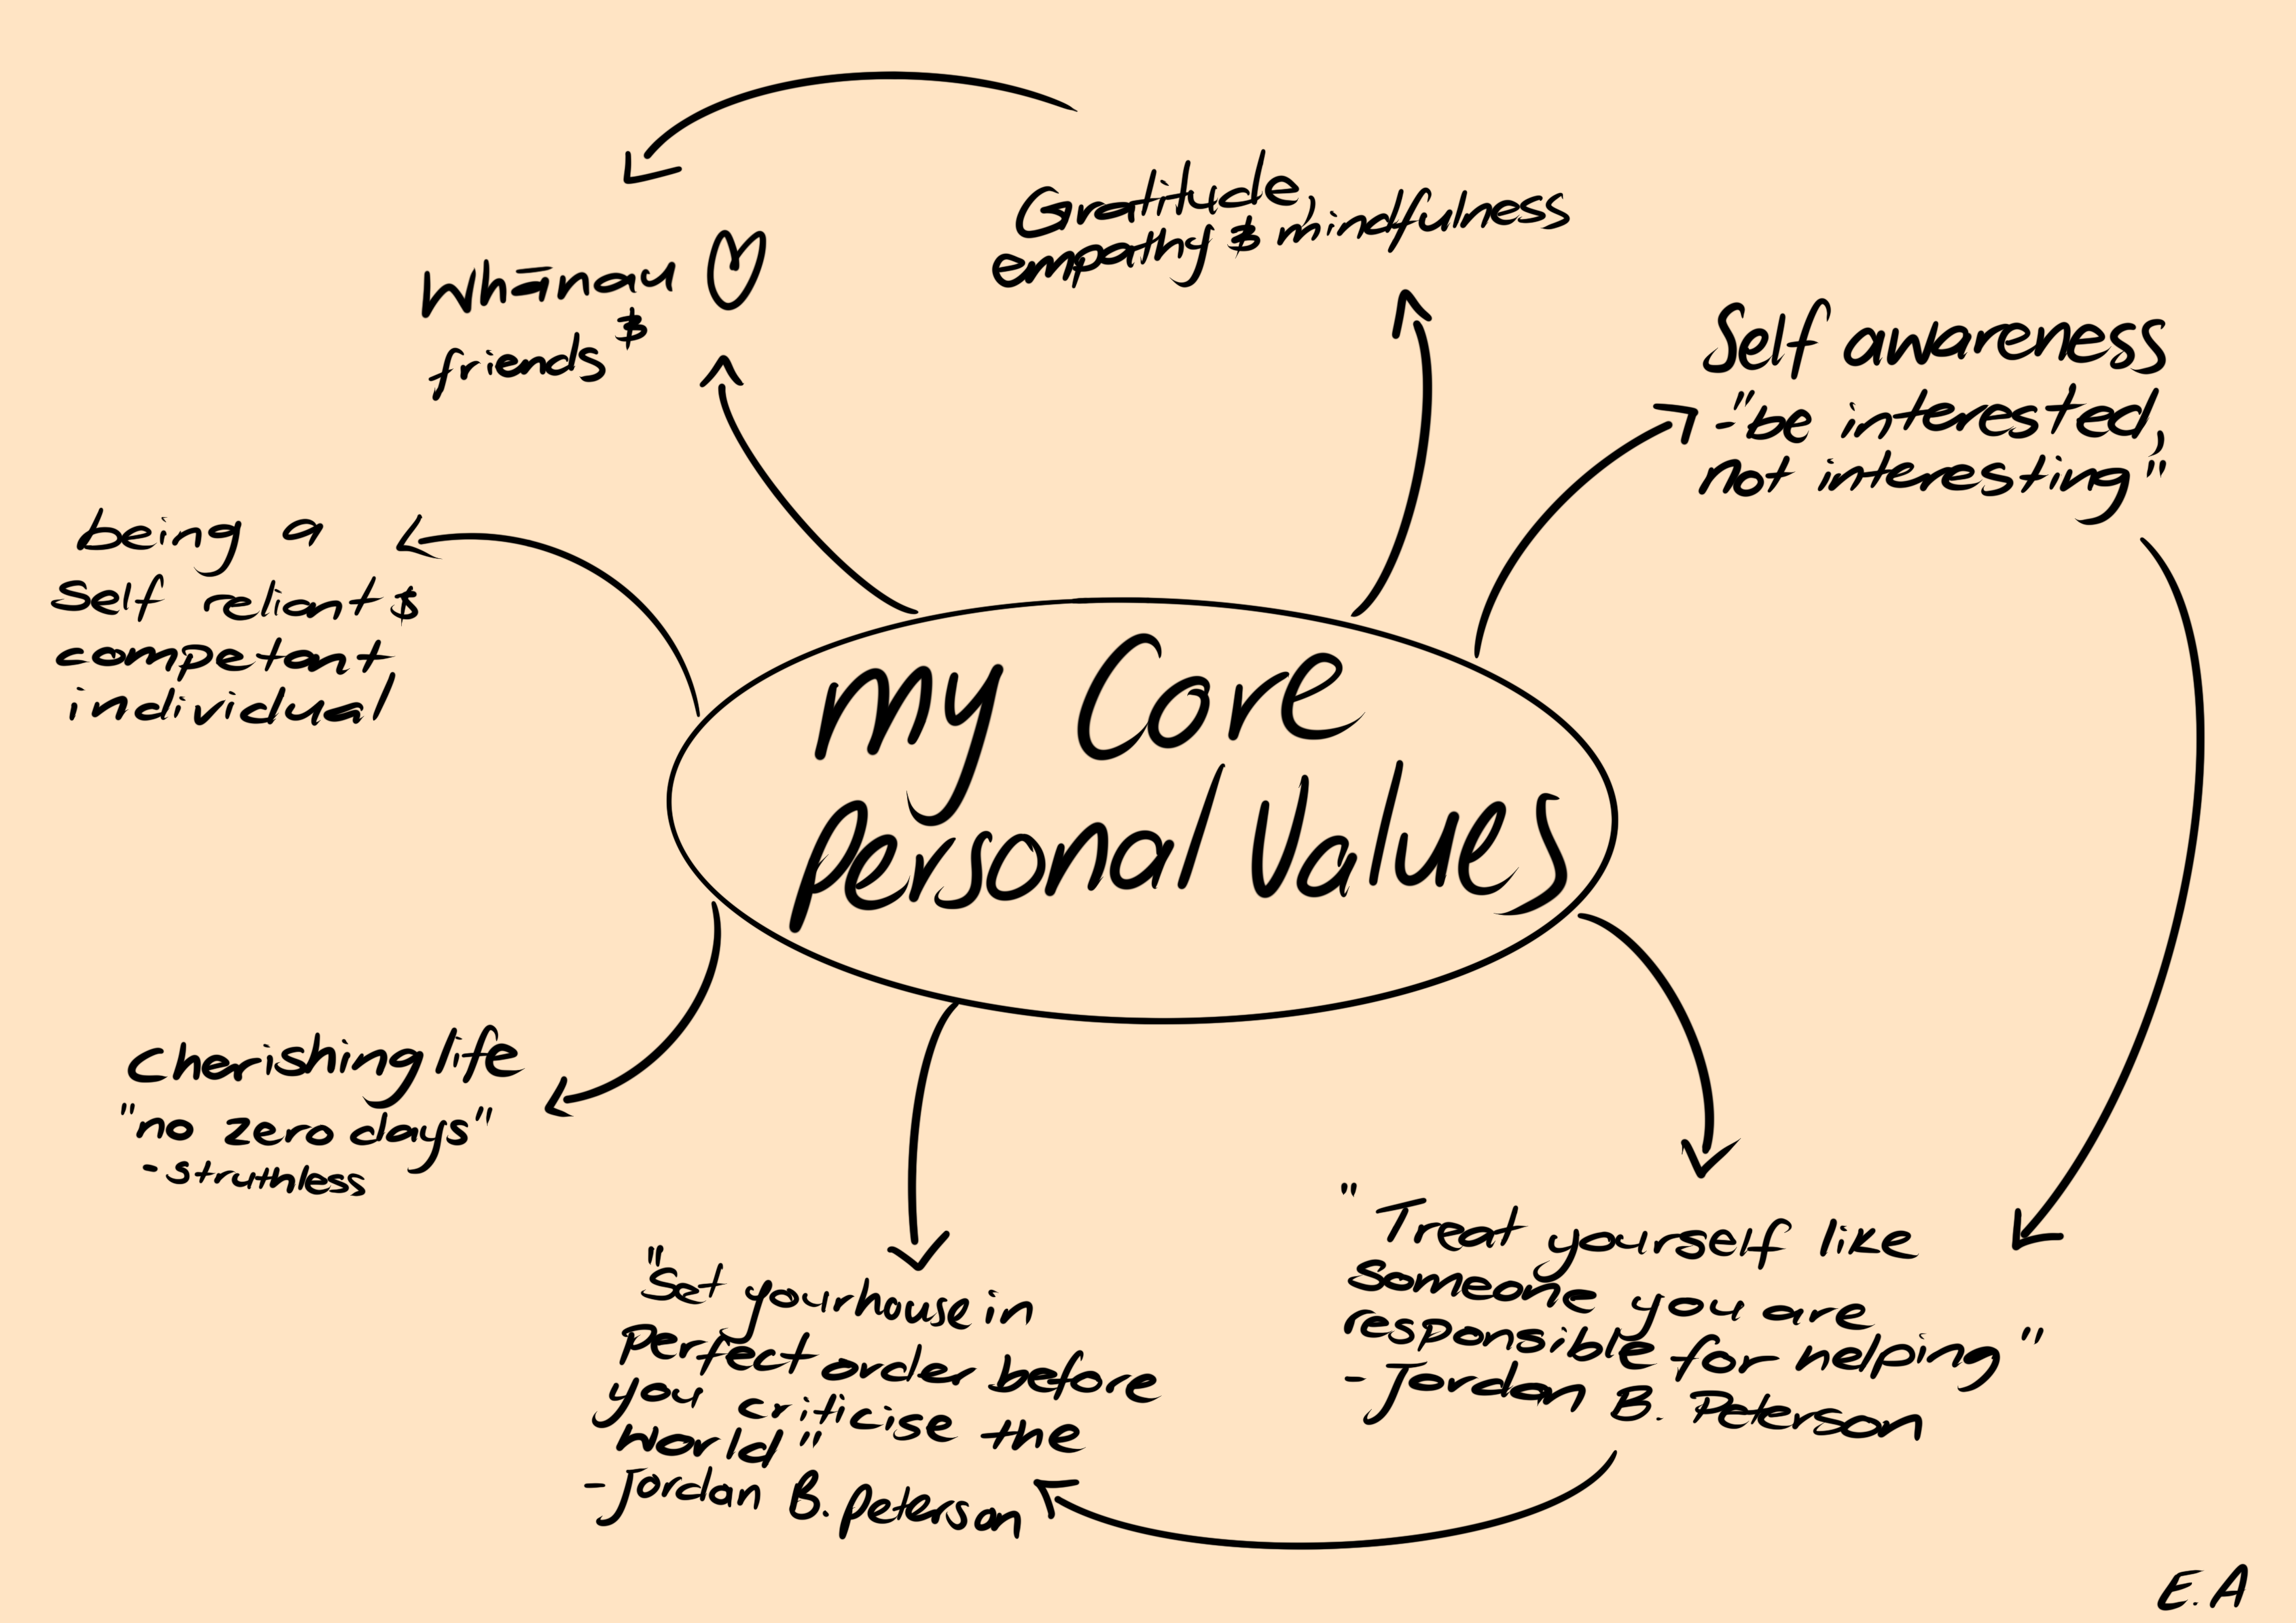 my Core
Personal Values
Gratitude,
empathy & mindfulness
Self awareness
-"be interested,
not interesting"
"Treat yourself like
someone you are
responsible for helping"
-Jordan B. Peterson
"Set your house in
perfect order before
you criticise the
world"
-Jordan B. Peterson
Cherishing life
"no zero days"
-struthless
being a
Self reliant &
competant
individual
Whānau
& friends
E.A